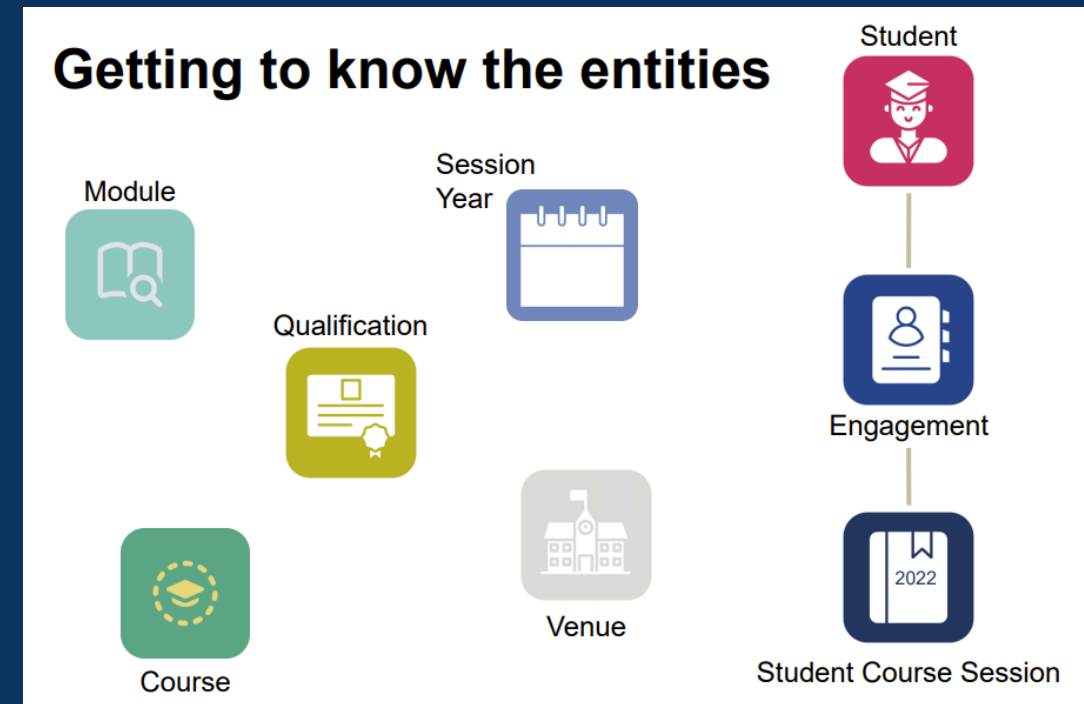 Getting to know the entities
Student
Session
Year
Module
Qualification
Engagement
2022
Venue
Student Course Session
Course